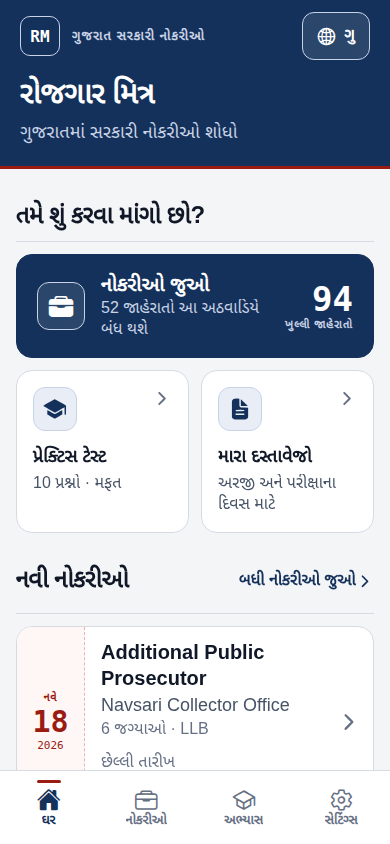 RM
ગુજરાત સરકારી નોકરીઓ
ગુ
રોજગાર મિત્ર
ગુજરાતમાં સરકારી નોકરીઓ શોધો
તમે શું કરવા માંગો છો?
નોકરીઓ જુઓ
52 જાહેરાતો આ અઠવાડિયે
બંધ થશે
94
ખુલ્લી જાહેરાતો
પ્રેક્ટિસ ટેસ્ટ
10 પ્રશ્નો · મફત
મારા દસ્તાવેજો
અરજી અને પરીક્ષાના
દિવસ માટે
નવી નોકરીઓ
બધી નોકરીઓ જુઓ
નવે
18
2026
Additional Public
Prosecutor
Navsari Collector Office
6 જગ્યાઓ · LLB
છેલ્લી તારીખ
ઘર
નોકરીઓ
અભ્યાસ
સેટિંગ્સ